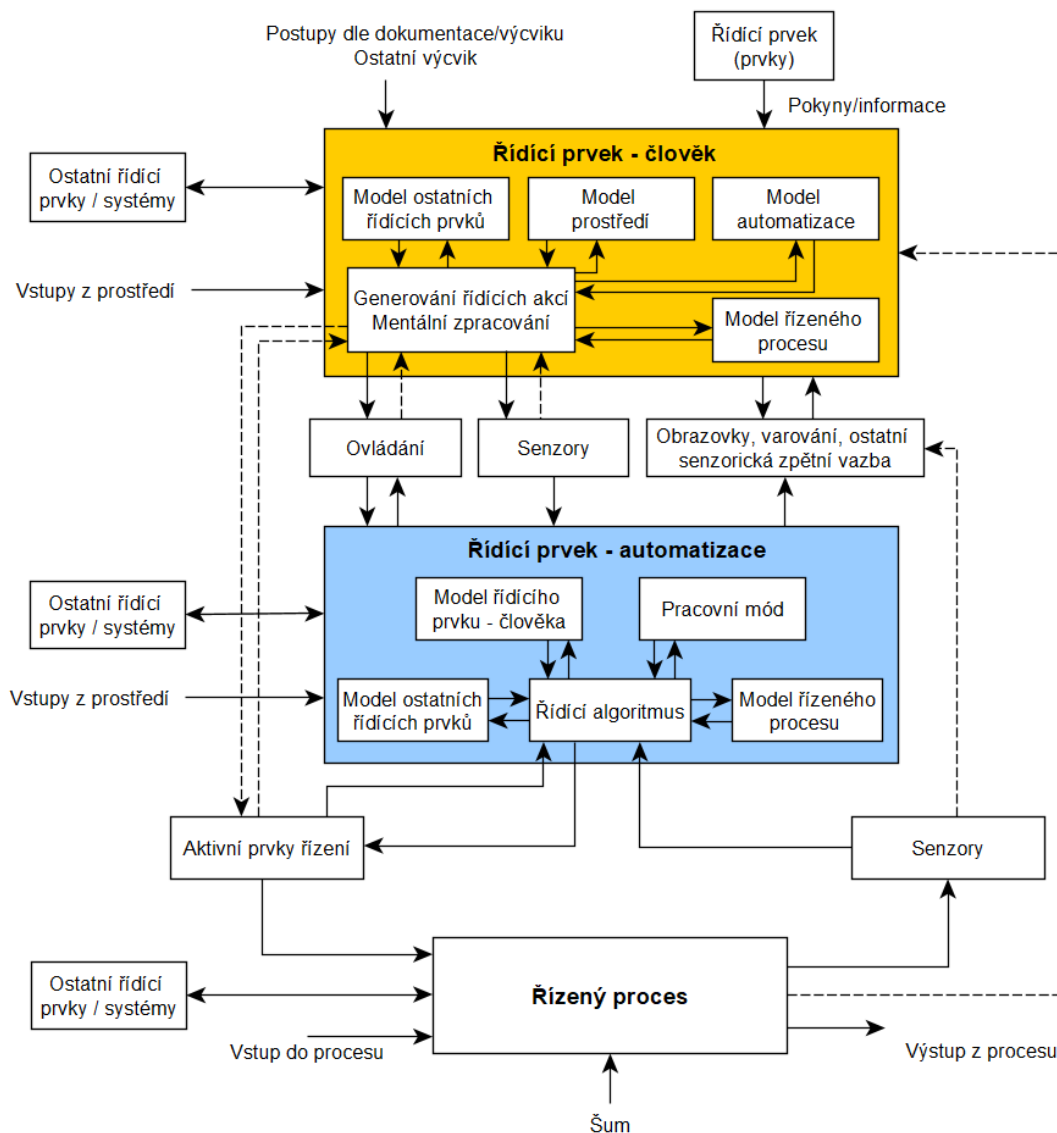 Postupy dle dokumentace/výcviku
Ostatní výcvik
Řídící prvek
(prvky)
Pokyny/informace
Řídící prvek - člověk
Ostatní řídící
prvky / systémy
Model ostatních
řídících prvků
Model
prostředí
Model
automatizace
Vstupy z prostředí
Generování řídících akcí
Mentální zpracování
Model řízeného
procesu
Ovládání
Senzory
Obrazovky, varování, ostatní
senzorická zpětní vazba
Řídící prvek - automatizace
Ostatní řídící
prvky / systémy
Model řídícího
prvku - člověka
Pracovní mód
Vstupy z prostředí
Model ostatních
řídících prvků
Řídící algoritmus
Model řízeného
procesu
Aktivní prvky řízení
Senzory
Ostatní řídící
prvky / systémy
Řízený proces
Vstup do procesu
Výstup z procesu
Šum